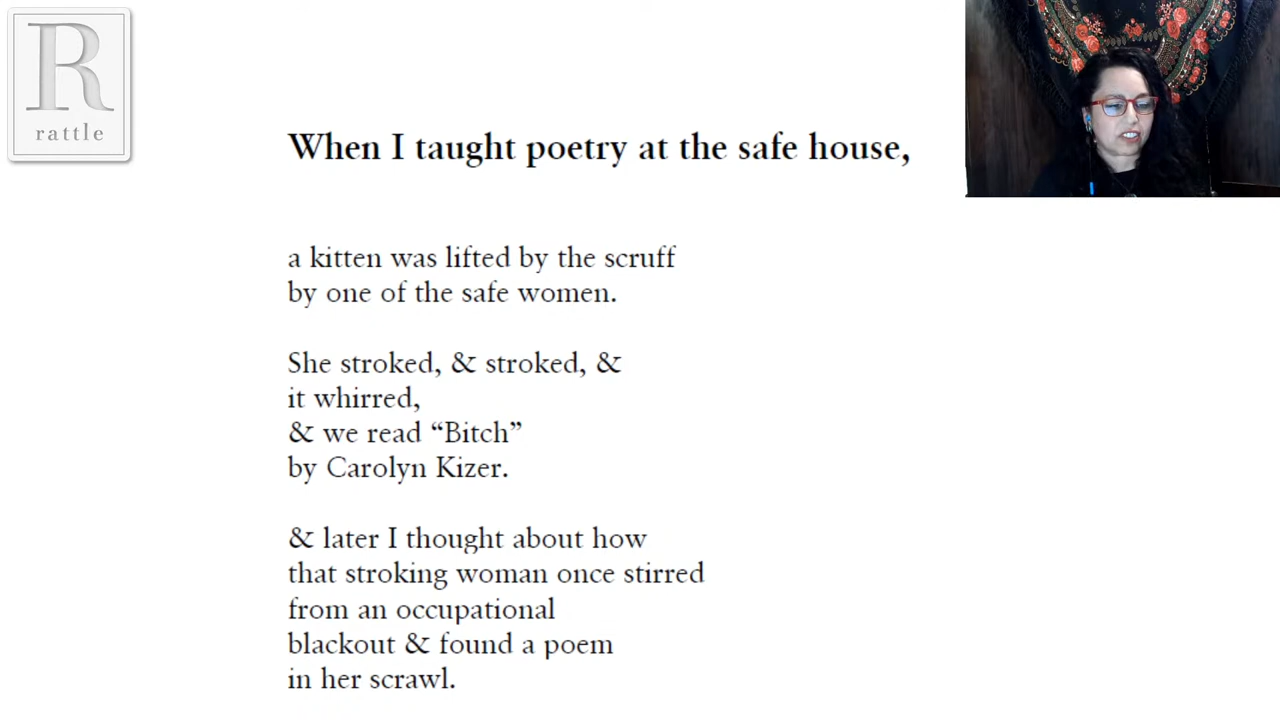 R
rattle
When I taught poetry at the safe house,
a kitten was lifted by the scruff
by one of the safe women.
She stroked, & stroked, &
it whirred,
& we read “Bitch”
by Carolyn Kizer.
& later I thought about how
that stroking woman once stirred
from an occupational
blackout & found a poem
in her scrawl.